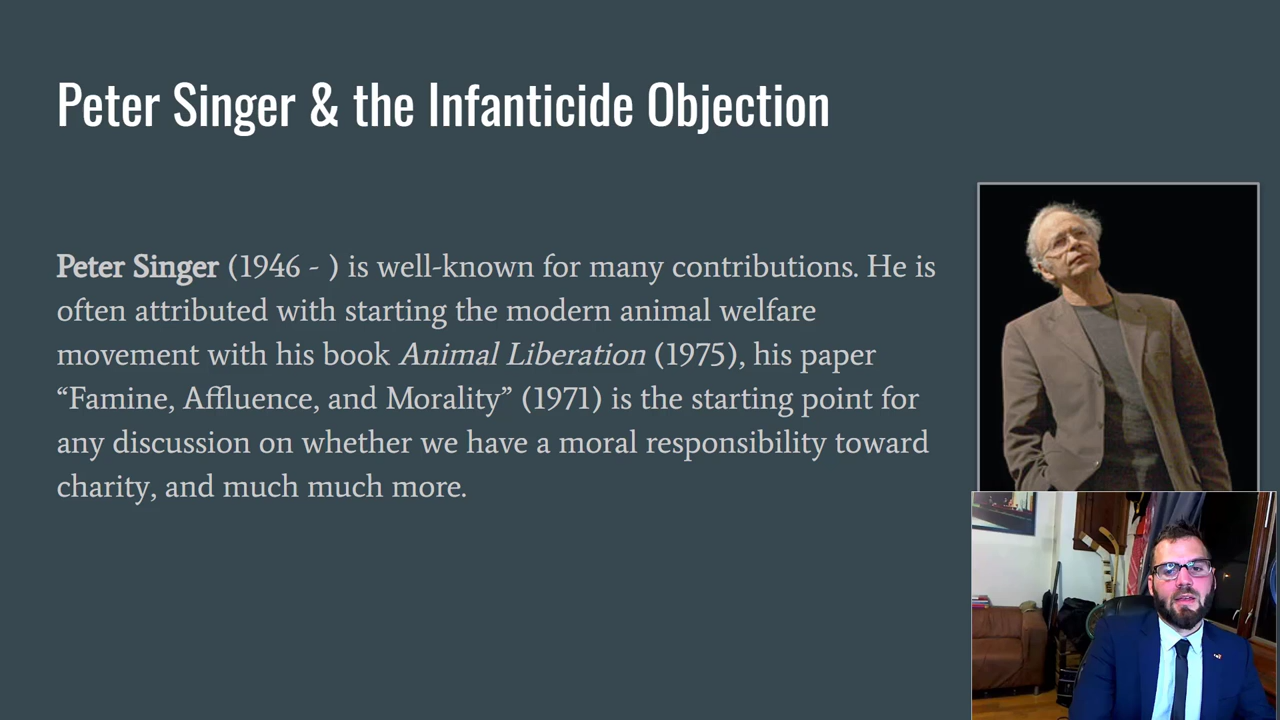 Peter Singer & the Infanticide Objection
Peter Singer (1946 - ) is well-known for many contributions. He is
often attributed with starting the modern animal welfare
movement with his book Animal Liberation (1975), his paper
“Famine, Affluence, and Morality” (1971) is the starting point for
any discussion on whether we have a moral responsibility toward
charity, and much much more.